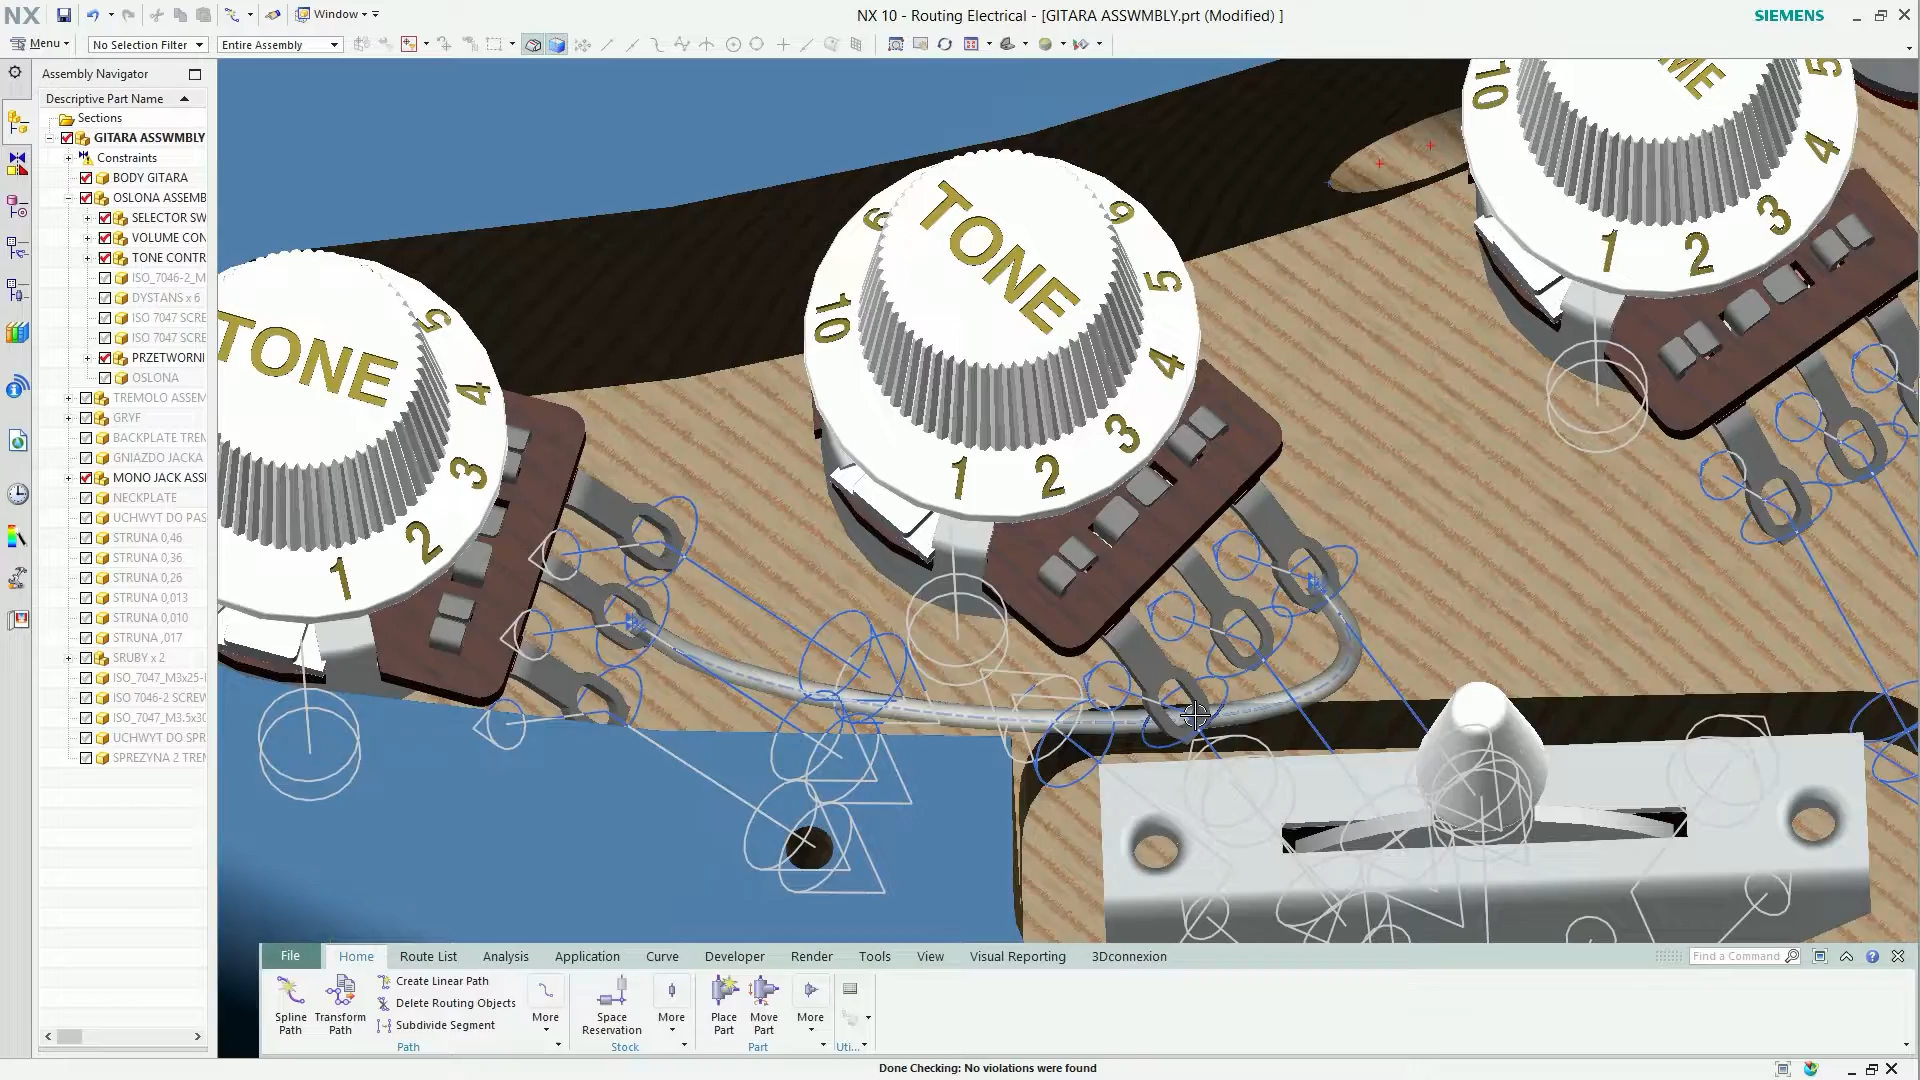 NX
Window
NX 10 - Routing Electrical - [GITARA ASSWMBLY.prt (Modified) ]
SIEMENS
Menu
No Selection Filter
Entire Assembly
Assembly Navigator
Descriptive Part Name
Sections
GITARA ASSWMBLY
Constraints
BODY GITARA
OSLONA ASSEMB
SELECTOR SW
VOLUME CON
TONE CONTR
ISO_7046-2_M
DYSTANS x 6
ISO 7047 SCRE
ISO 7047 SCRE
PRZETWORNI
OSLONA
TREMOLO ASSEM
GRYF
BACKPLATE TREM
GNIAZDO JACKA
MONO JACK ASSI
NECKPLATE
UCHWYT DO PAS
STRUNA 0,46
STRUNA 0,36
STRUNA 0,26
STRUNA 0,013
STRUNA 0,010
STRUNA ,017
SRUBY x 2
ISO_7047_M3x25-
ISO 7046-2 SCREW
ISO_7047_M3.5x30
UCHWYT DO SPR
SPREZYNA 2 TREM
TONE
5
4
3
2
1
TONE
9
6
10
5
4
3
2
1
ME
10
5
4
3
2
1
File
Home
Route List
Analysis
Application
Curve
Developer
Render
Tools
View
Visual Reporting
3Dconnexion
Find a Command
Spline Path
Transform Path
Create Linear Path
Delete Routing Objects
Subdivide Segment
More
Space Reservation
More
Place Part
Move Part
More
Path
Stock
Part
Uti...
Done Checking: No violations were found